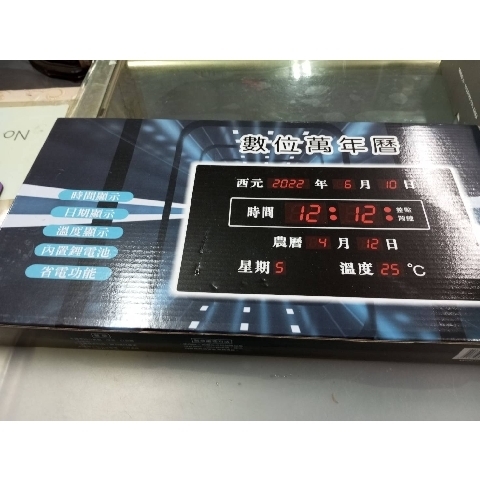 NO
ON
數位萬年曆
西元 2022 年 6 月 10 日
時間 12:12:
農曆 4 月 12 日
星期 5 溫度 25 °C
時間顯示
日期顯示
溫度顯示
內置鋰電池
省電功能